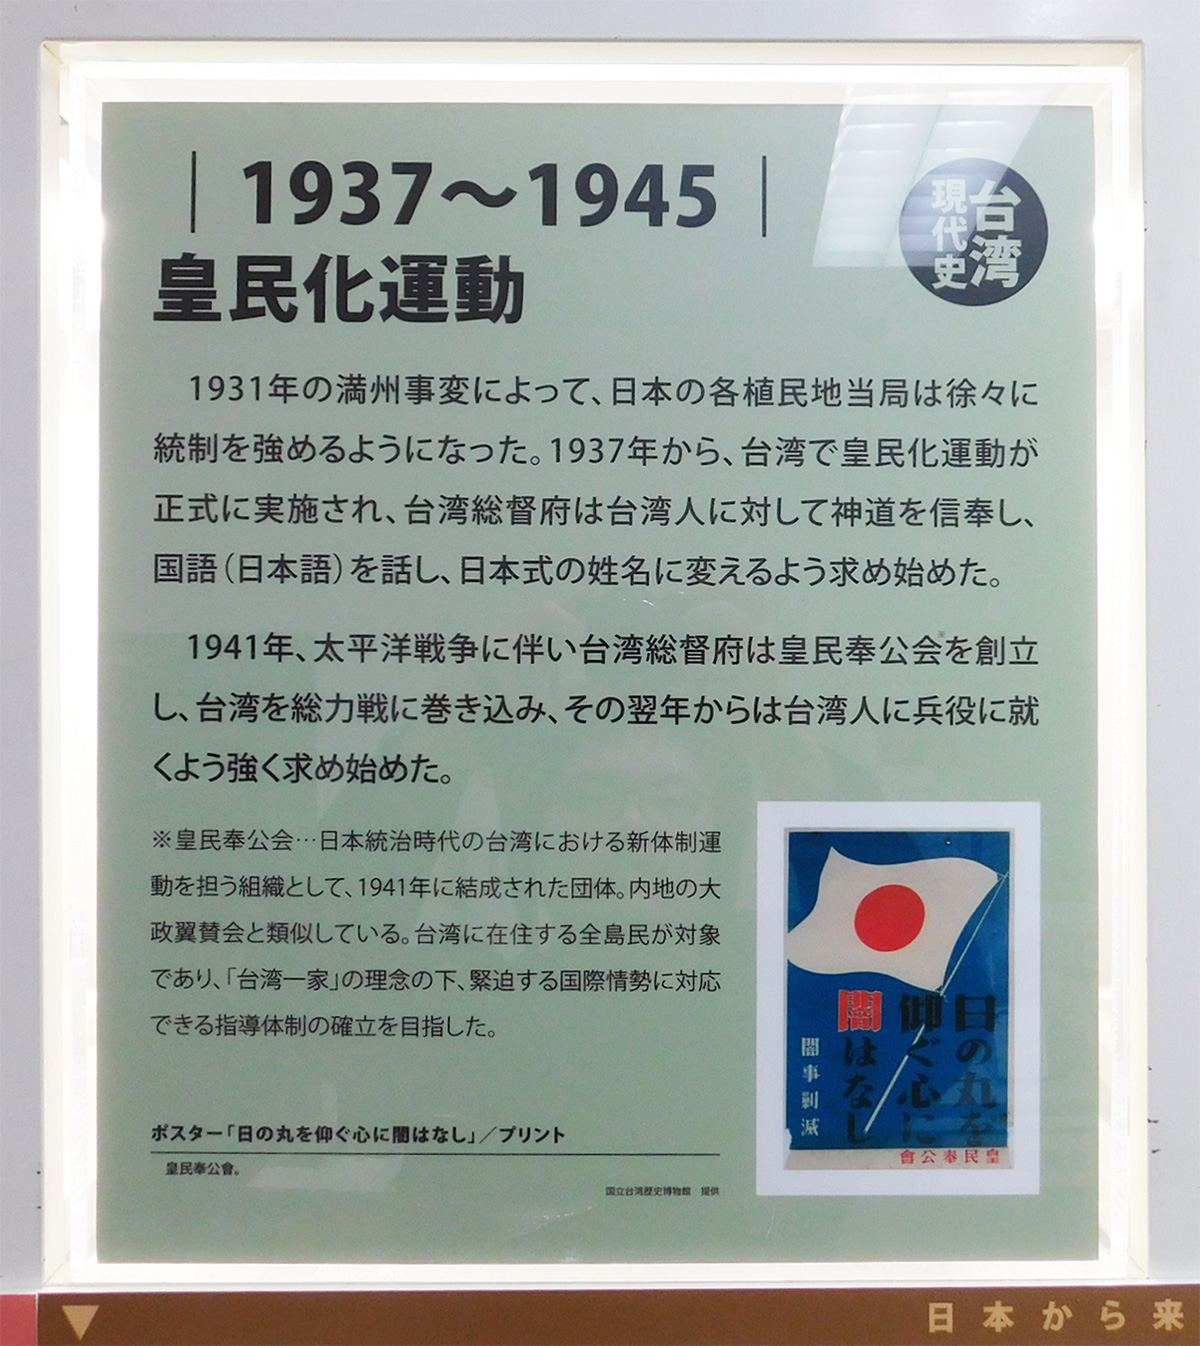 1937～1945
皇民化運動
台湾
現代史
1931年の満州事変によって、日本の各植民地当局は徐々に
統制を強めるようになった。1937年から、台湾で皇民化運動が
正式に実施され、台湾総督府は台湾人に対して神道を信奉し、
国語（日本語）を話し、日本式の姓名に変えるよう求め始めた。
1941年、太平洋戦争に伴い台湾総督府は皇民奉公会※を創立
し、台湾を総力戦に巻き込み、その翌年からは台湾人に兵役に就
くよう強く求め始めた。
※皇民奉公会…日本統治時代の台湾における新体制運
動を担う組織として、1941年に結成された団体。内地の大
政翼賛会と類似している。台湾に在住する全島民が対象
であり、「台湾一家」の理念の下、緊迫する国際情勢に対応
できる指導体制の確立を目指した。
日の丸を
仰ぐ心に
闇はなし
闇事剿滅
會公奉民皇
ポスター「日の丸を仰ぐ心に闇はなし」／プリント
皇民奉公會。
国立台湾歴史博物館　提供
日本から来